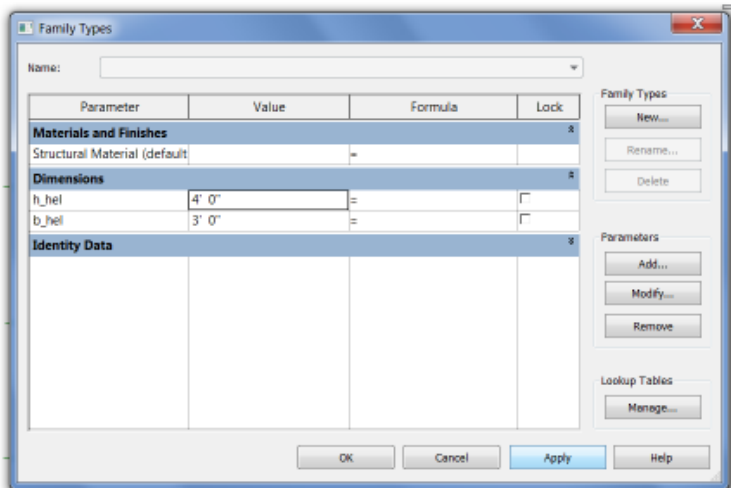 Family Types
Name:
Parameter Value Formula Lock
Materials and Finishes
Structural Material (default =
Dimensions
h_hel 4' 0" =
b_hel 3' 0" =
Identity Data
Family Types
New...
Rename...
Delete
Parameters
Add...
Modify...
Remove
Lookup Tables
Manage...
OK Cancel Apply Help